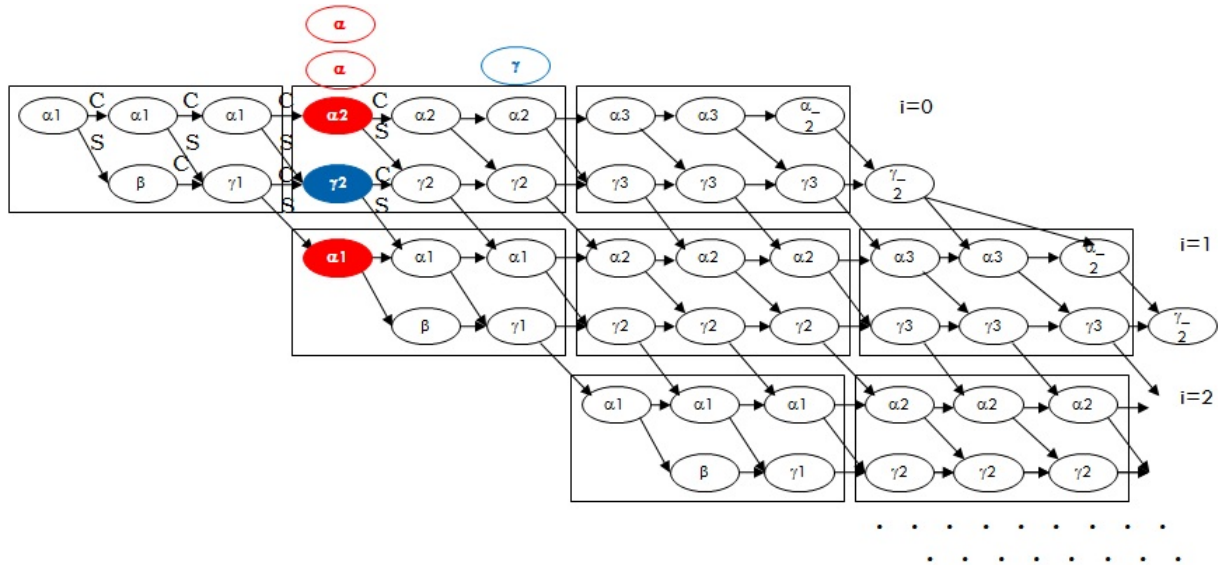 α
α γ
C C C C
α1 α1 α1 α2 α2 α2 α3 α3 α_2 i=0
S S S S
C C C
β γ1 γ2 γ2 γ2 γ3 γ3 γ3 γ_2
S S
α1 α1 α1 α2 α2 α2 α3 α3 α_2 i=1
β γ1 γ2 γ2 γ2 γ3 γ3 γ3 γ_2
α1 α1 α1 α2 α2 α2 i=2
β γ1 γ2 γ2 γ2
. . . . . . . . .
. . . . . . . .